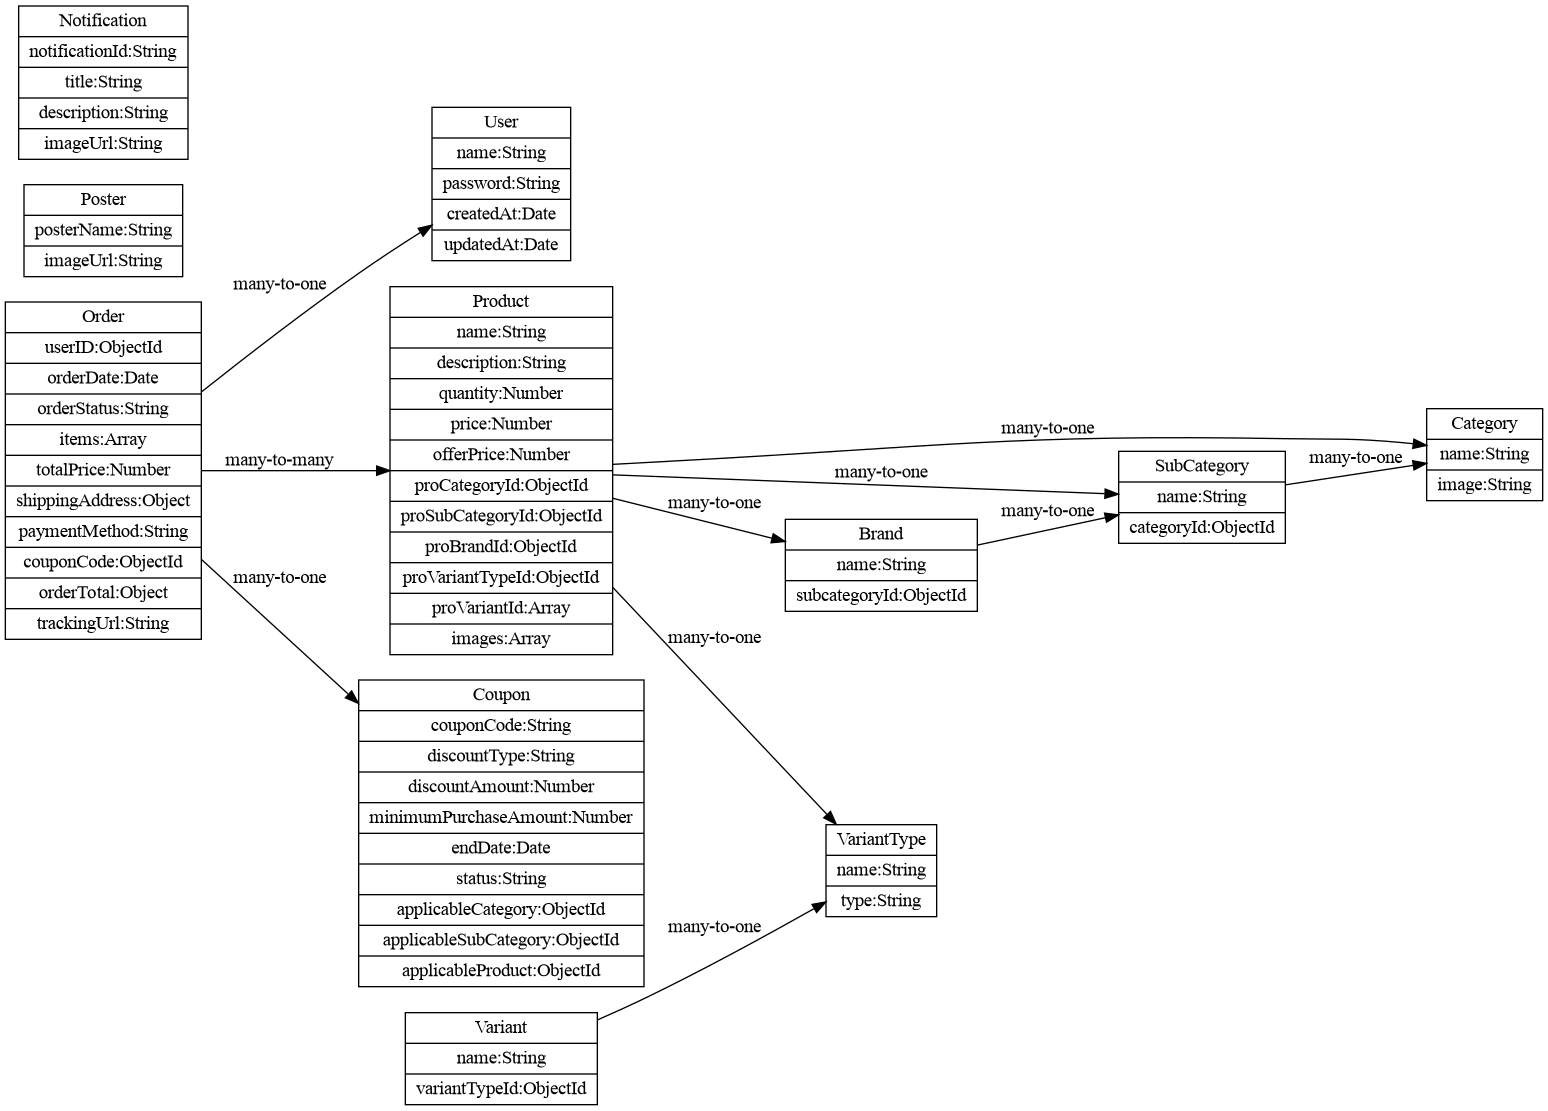 Notification
notificationId:String
title:String
description:String
imageUrl:String
Poster
posterName:String
imageUrl:String
Order
userID:ObjectId
orderDate:Date
orderStatus:String
items:Array
totalPrice:Number
shippingAddress:Object
paymentMethod:String
couponCode:ObjectId
orderTotal:Object
trackingUrl:String
many-to-one
many-to-many
many-to-one
User
name:String
password:String
createdAt:Date
updatedAt:Date
Product
name:String
description:String
quantity:Number
price:Number
offerPrice:Number
proCategoryId:ObjectId
proSubCategoryId:ObjectId
proBrandId:ObjectId
proVariantTypeId:ObjectId
proVariantId:Array
images:Array
Coupon
couponCode:String
discountType:String
discountAmount:Number
minimumPurchaseAmount:Number
endDate:Date
status:String
applicableCategory:ObjectId
applicableSubCategory:ObjectId
applicableProduct:ObjectId
Variant
name:String
variantTypeId:ObjectId
many-to-one
many-to-one
many-to-one
many-to-one
many-to-one
Brand
name:String
subcategoryId:ObjectId
VariantType
name:String
type:String
many-to-one
SubCategory
name:String
categoryId:ObjectId
many-to-one
Category
name:String
image:String